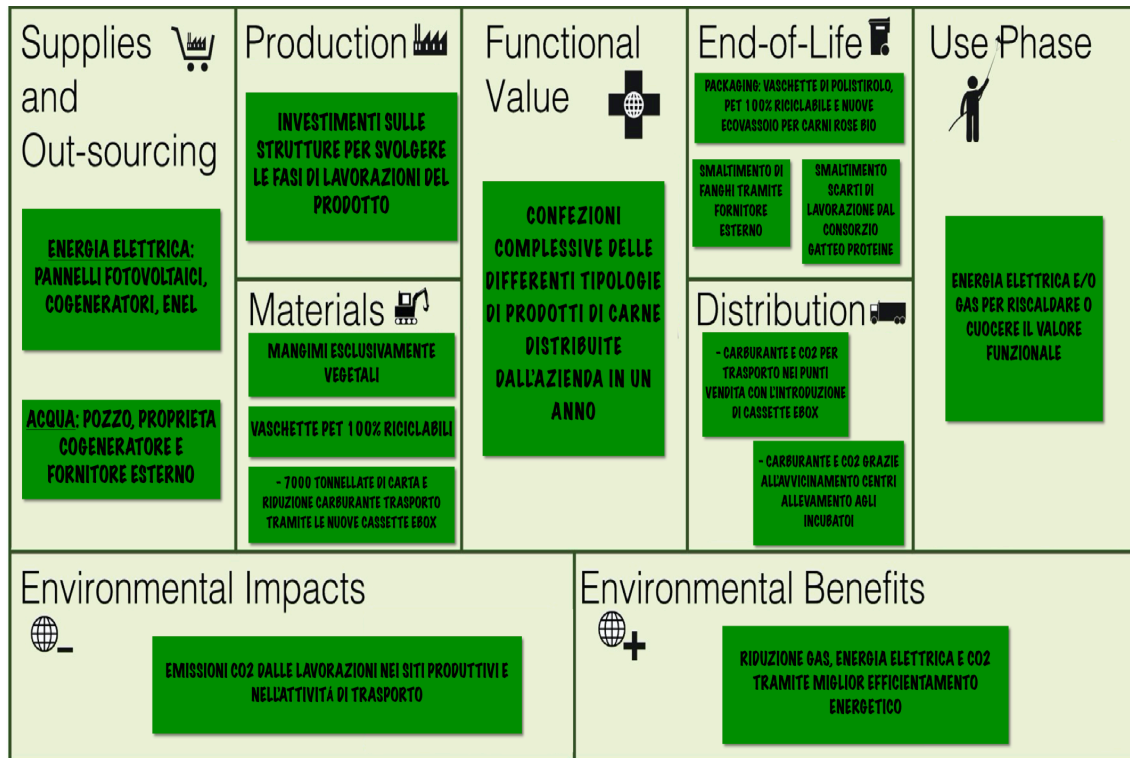 Supplies
and
Out-sourcing
ENERGIA ELETTRICA:
PANNELLI FOTOVOLTAICI,
COGENERATORI, ENEL
ACQUA: POZZO, PROPRIETA
COGENERATORE E
FORNITORE ESTERNO
Production
INVESTIMENTI SULLE
STRUTTURE PER SVOLGERE
LE FASI DI LAVORAZIONI DEL
PRODOTTO
Materials
MANGIMI ESCLUSIVAMENTE
VEGETALI
VASCHETTE PET 100% RICICLABILI
- 7000 TONNELLATE DI CARTA E
RIDUZIONE CARBURANTE TRASPORTO
TRAMITE LE NUOVE CASSETTE EBOX
Functional
Value
CONFEZIONI
COMPLESSIVE DELLE
DIFFERENTI TIPOLOGIE
DI PRODOTTI DI CARNE
DISTRIBUITE
DALL'AZIENDA IN UN
ANNO
End-of-Life
PACKAGING: VASCHETTE DI POLISTIROLO,
PET 100% RICICLABILE E NUOVE
ECOVASSOIO PER CARNI ROSE BIO
SMALTIMENTO DI
FANGHI TRAMITE
FORNITORE
ESTERNO
SMALTIMENTO
SCARTI DI
LAVORAZIONE DAL
CONSORZIO
GATTEO PROTEINE
Distribution
- CARBURANTE E CO2 PER
TRASPORTO NEI PUNTI
VENDITA CON L'INTRODUZIONE
DI CASSETTE EBOX
- CARBURANTE E CO2 GRAZIE
ALL'AVVICINAMENTO CENTRI
ALLEVAMENTO AGLI
INCUBATOI
Use Phase
ENERGIA ELETTRICA E/O
GAS PER RISCALDARE O
CUOCERE IL VALORE
FUNZIONALE
Environmental Impacts
EMISSIONI CO2 DALLE LAVORAZIONI NEI SITI PRODUTTIVI E
NELL'ATTIVITÀ DI TRASPORTO
Environmental Benefits
RIDUZIONE GAS, ENERGIA ELETTRICA E CO2
TRAMITE MIGLIOR EFFICIENTAMENTO
ENERGETICO